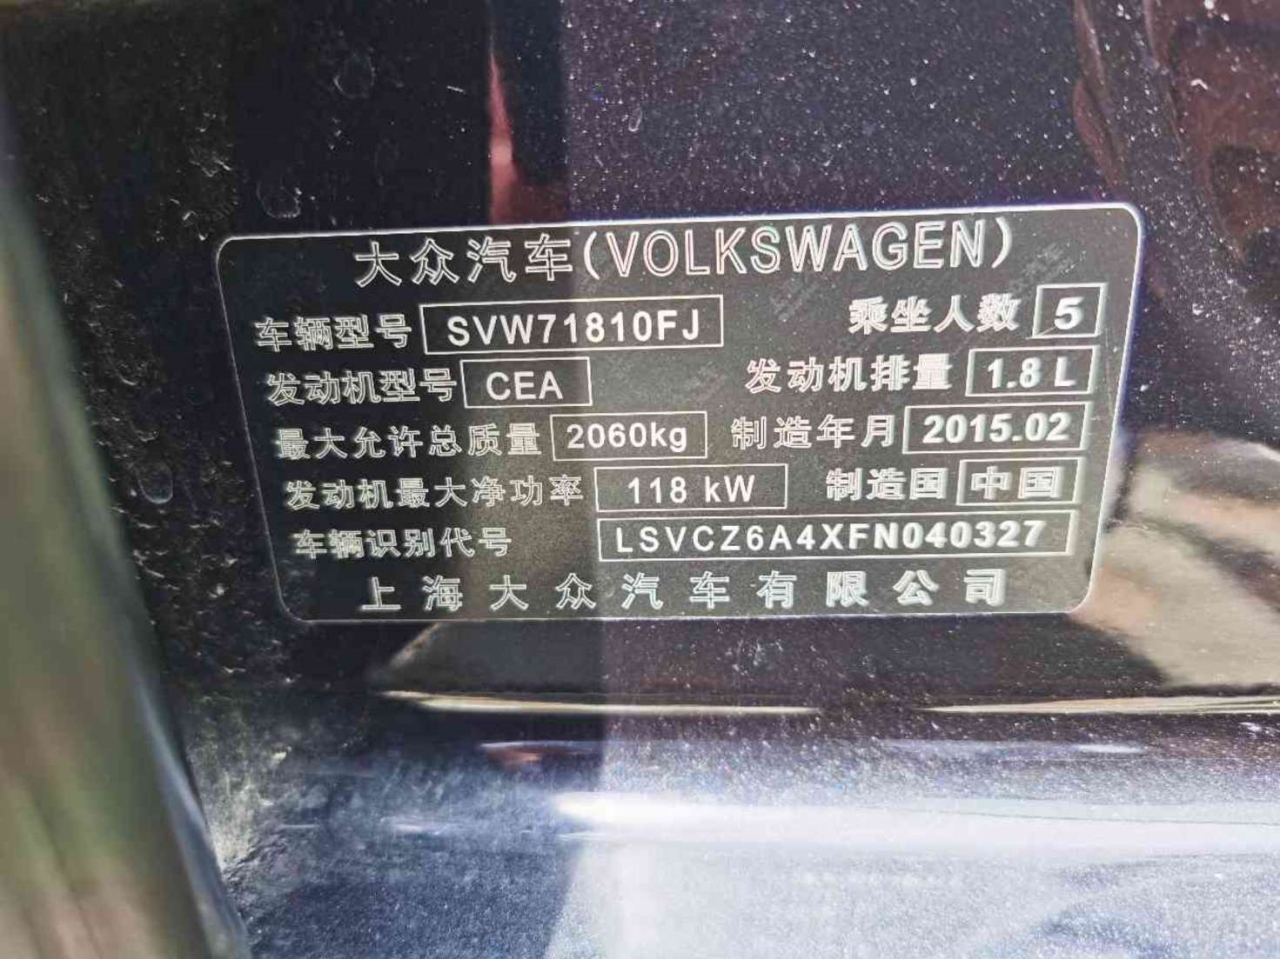 大众汽车(VOLKSWAGEN)
车辆型号 SVW71810FJ 乘坐人数 5
发动机型号 CEA 发动机排量 1.8 L
最大允许总质量 2060kg 制造年月 2015.02
发动机最大净功率 118 kW 制造国 中国
车辆识别代号 LSVCZ6A4XFN040327
上海大众汽车有限公司